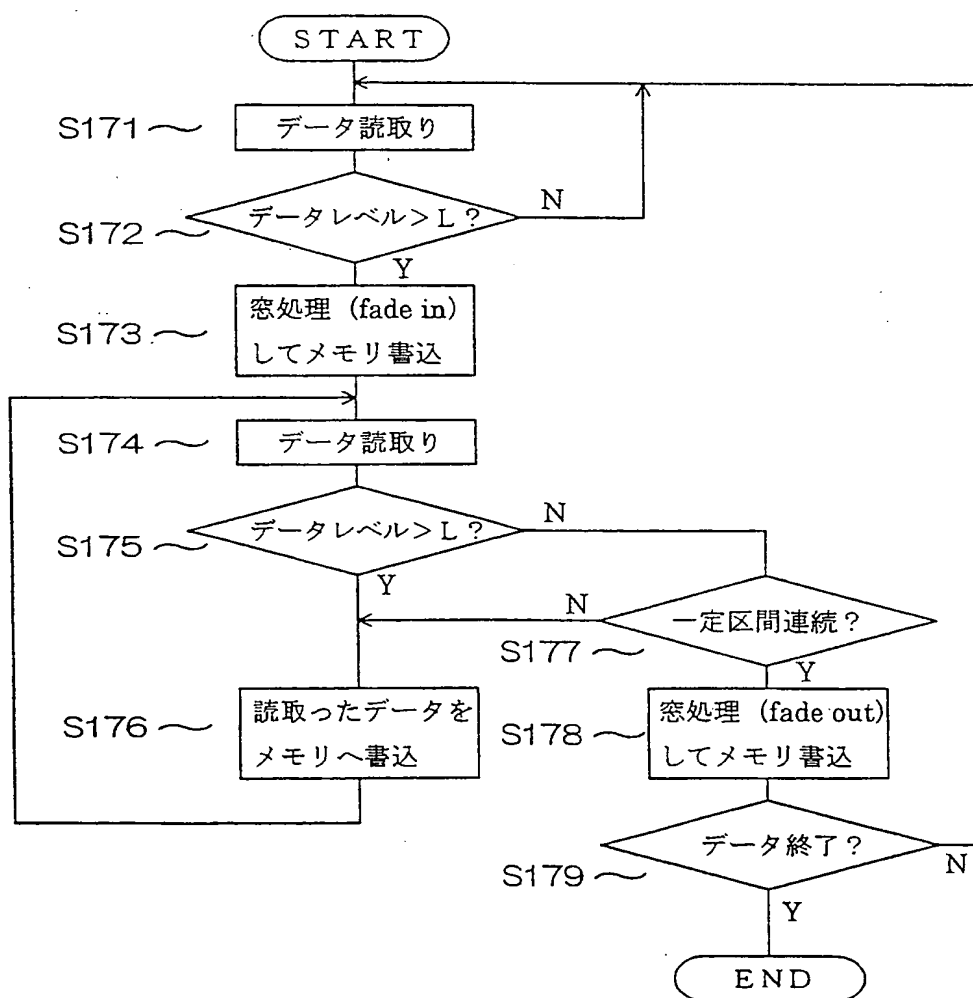 START
S171 データ読取り
S172 データレベル>L?
N
Y
S173 窓処理 (fade in)
してメモリ書込
S174 データ読取り
S175 データレベル>L?
N
Y
N
一定区間連続?
S177
Y
S176 読取ったデータを
メモリへ書込
S178 窓処理 (fade out)
してメモリ書込
データ終了?
S179
N
Y
END